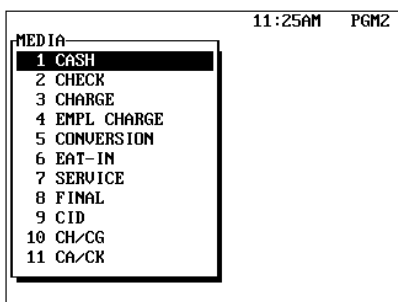 11:25AM PGM2
MEDIA
1 CASH
2 CHECK
3 CHARGE
4 EMPL CHARGE
5 CONVERSION
6 EAT-IN
7 SERVICE
8 FINAL
9 CID
10 CH/CG
11 CA/CK